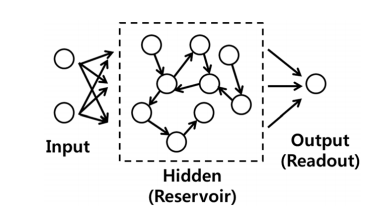 Input
Hidden
(Reservoir)
Output
(Readout)